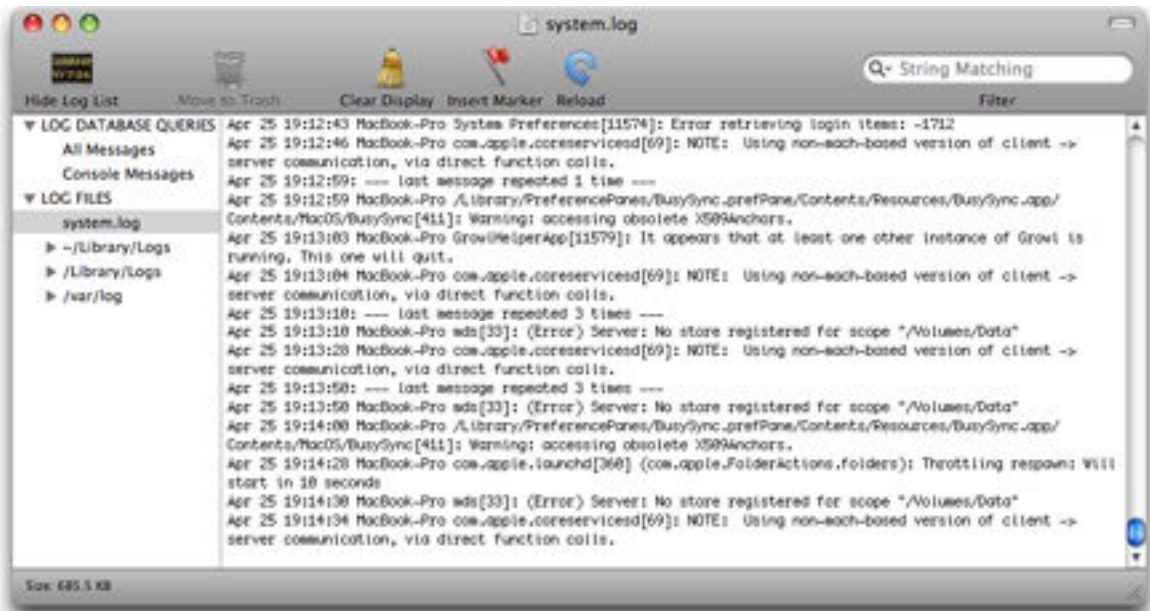 system.log
Hide Log List
Move to Trash
Clear Display
Insert Marker
Reload
String Matching
Filter
LOG DATABASE QUERIES
All Messages
Console Messages
LOG FILES
system.log
~/Library/Logs
/Library/Logs
/var/log
Apr 25 19:12:43 MacBook-Pro System Preferences[11574]: Error retrieving login items: -1712
Apr 25 19:12:46 MacBook-Pro com.apple.coreservicesd[69]: NOTE:  Using non-mach-based version of client ->
server communication, via direct function calls.
Apr 25 19:12:59: --- last message repeated 1 time ---
Apr 25 19:12:59 MacBook-Pro /Library/PreferencePanes/BusySync.prefPane/Contents/Resources/BusySync.app/
Contents/MacOS/BusySync[411]: Warning: accessing obsolete X509Anchors.
Apr 25 19:13:03 MacBook-Pro GrowlHelperApp[11579]: It appears that at least one other instance of Growl is
running. This one will quit.
Apr 25 19:13:04 MacBook-Pro com.apple.coreservicesd[69]: NOTE:  Using non-mach-based version of client ->
server communication, via direct function calls.
Apr 25 19:13:10: --- last message repeated 3 times ---
Apr 25 19:13:10 MacBook-Pro mds[33]: (Error) Server: No store registered for scope "/Volumes/Data"
Apr 25 19:13:28 MacBook-Pro com.apple.coreservicesd[69]: NOTE:  Using non-mach-based version of client ->
server communication, via direct function calls.
Apr 25 19:13:50: --- last message repeated 3 times ---
Apr 25 19:13:50 MacBook-Pro mds[33]: (Error) Server: No store registered for scope "/Volumes/Data"
Apr 25 19:14:00 MacBook-Pro /Library/PreferencePanes/BusySync.prefPane/Contents/Resources/BusySync.app/
Contents/MacOS/BusySync[411]: Warning: accessing obsolete X509Anchors.
Apr 25 19:14:28 MacBook-Pro com.apple.launchd[360] (com.apple.FolderActions.folders): Throttling respawn: Will
start in 10 seconds
Apr 25 19:14:30 MacBook-Pro mds[33]: (Error) Server: No store registered for scope "/Volumes/Data"
Apr 25 19:14:34 MacBook-Pro com.apple.coreservicesd[69]: NOTE:  Using non-mach-based version of client ->
server communication, via direct function calls.
Size: 685.5 KB